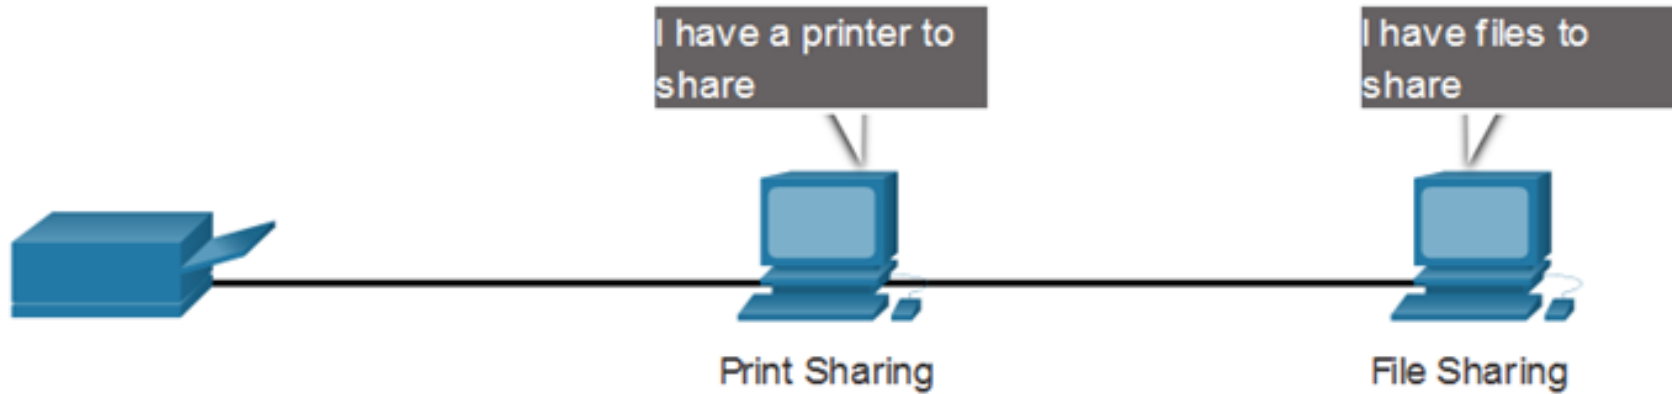 I have a printer to
share
I have files to
share
Print Sharing
File Sharing